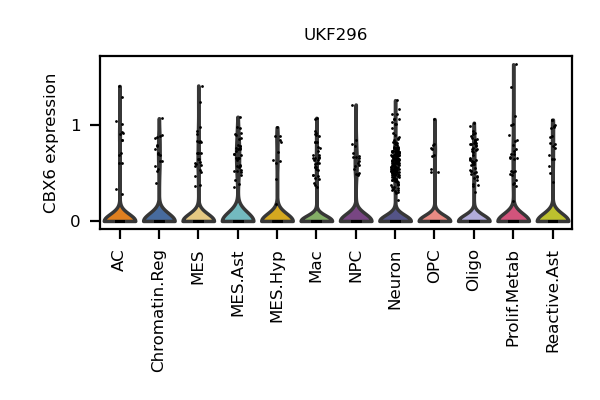 UKF296
CBX6 expression
1
0
AC
Chromatin.Reg
MES
MES.Ast
MES.Hyp
Mac
NPC
Neuron
OPC
Oligo
Prolif.Metab
Reactive.Ast